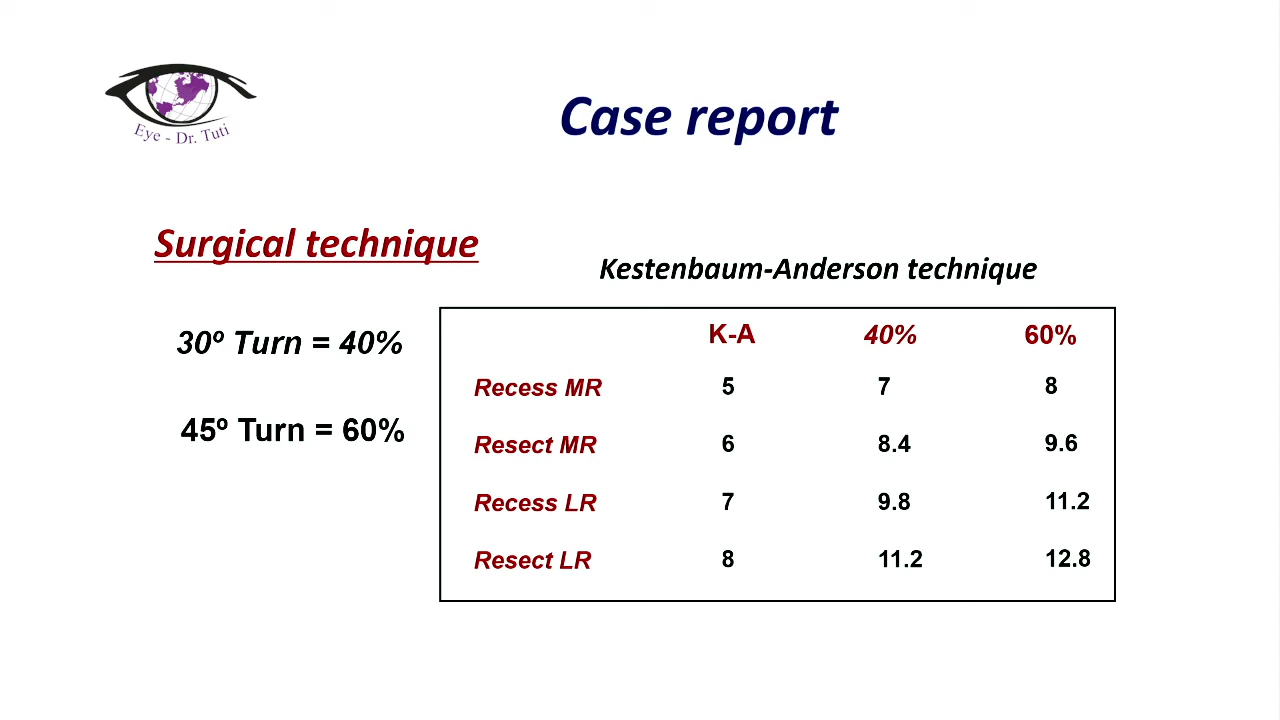 Eye - Dr. Tuti
Case report
Surgical technique
Kestenbaum-Anderson technique
30º Turn = 40%
45º Turn = 60%
K-A 40% 60%
Recess MR 5 7 8
Resect MR 6 8.4 9.6
Recess LR 7 9.8 11.2
Resect LR 8 11.2 12.8